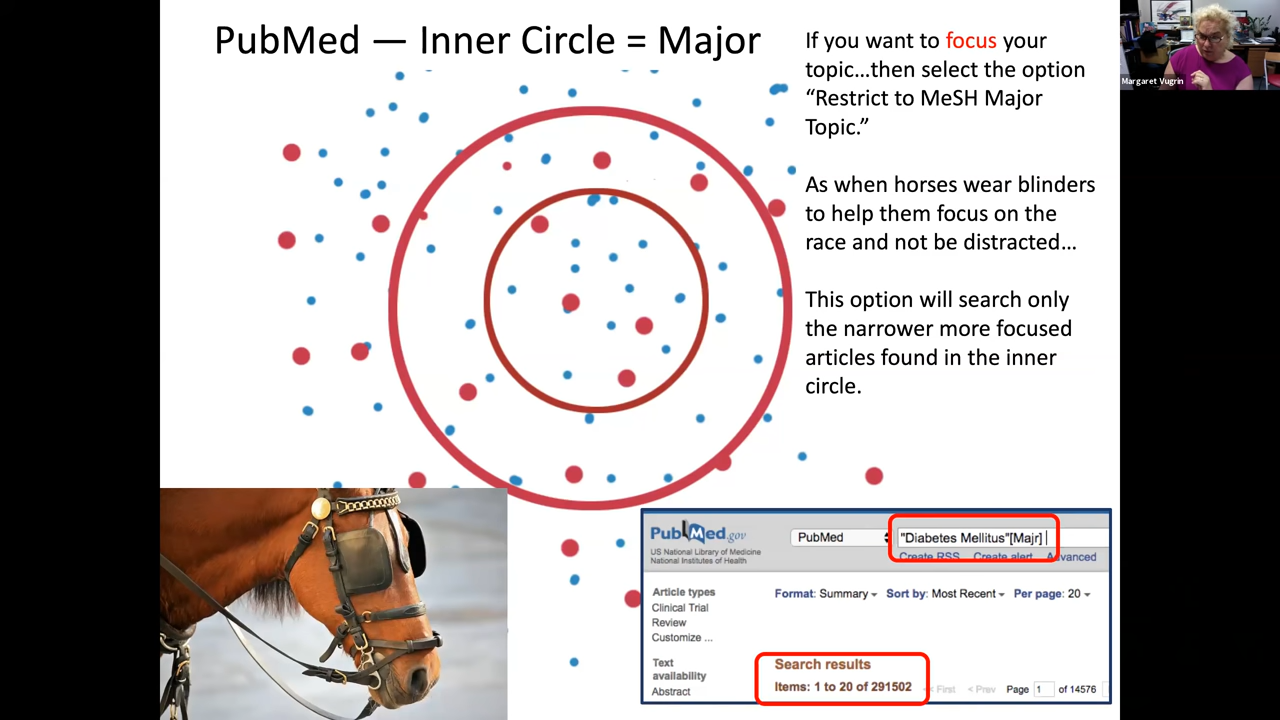 PubMed — Inner Circle = Major
If you want to focus your
topic…then select the option
“Restrict to MeSH Major
Topic.”
As when horses wear blinders
to help them focus on the
race and not be distracted…
This option will search only
the narrower more focused
articles found in the inner
circle.
Margaret Vugrin
PubMed.gov
US National Library of Medicine
National Institutes of Health
PubMed
"Diabetes Mellitus"[Majr]
Create RSS Create alert Advanced
Article types
Clinical Trial
Review
Customize ...
Text
availability
Abstract
Format: Summary Sort by: Most Recent Per page: 20
Search results
Items: 1 to 20 of 291502
<< First < Prev Page 1 of 14576